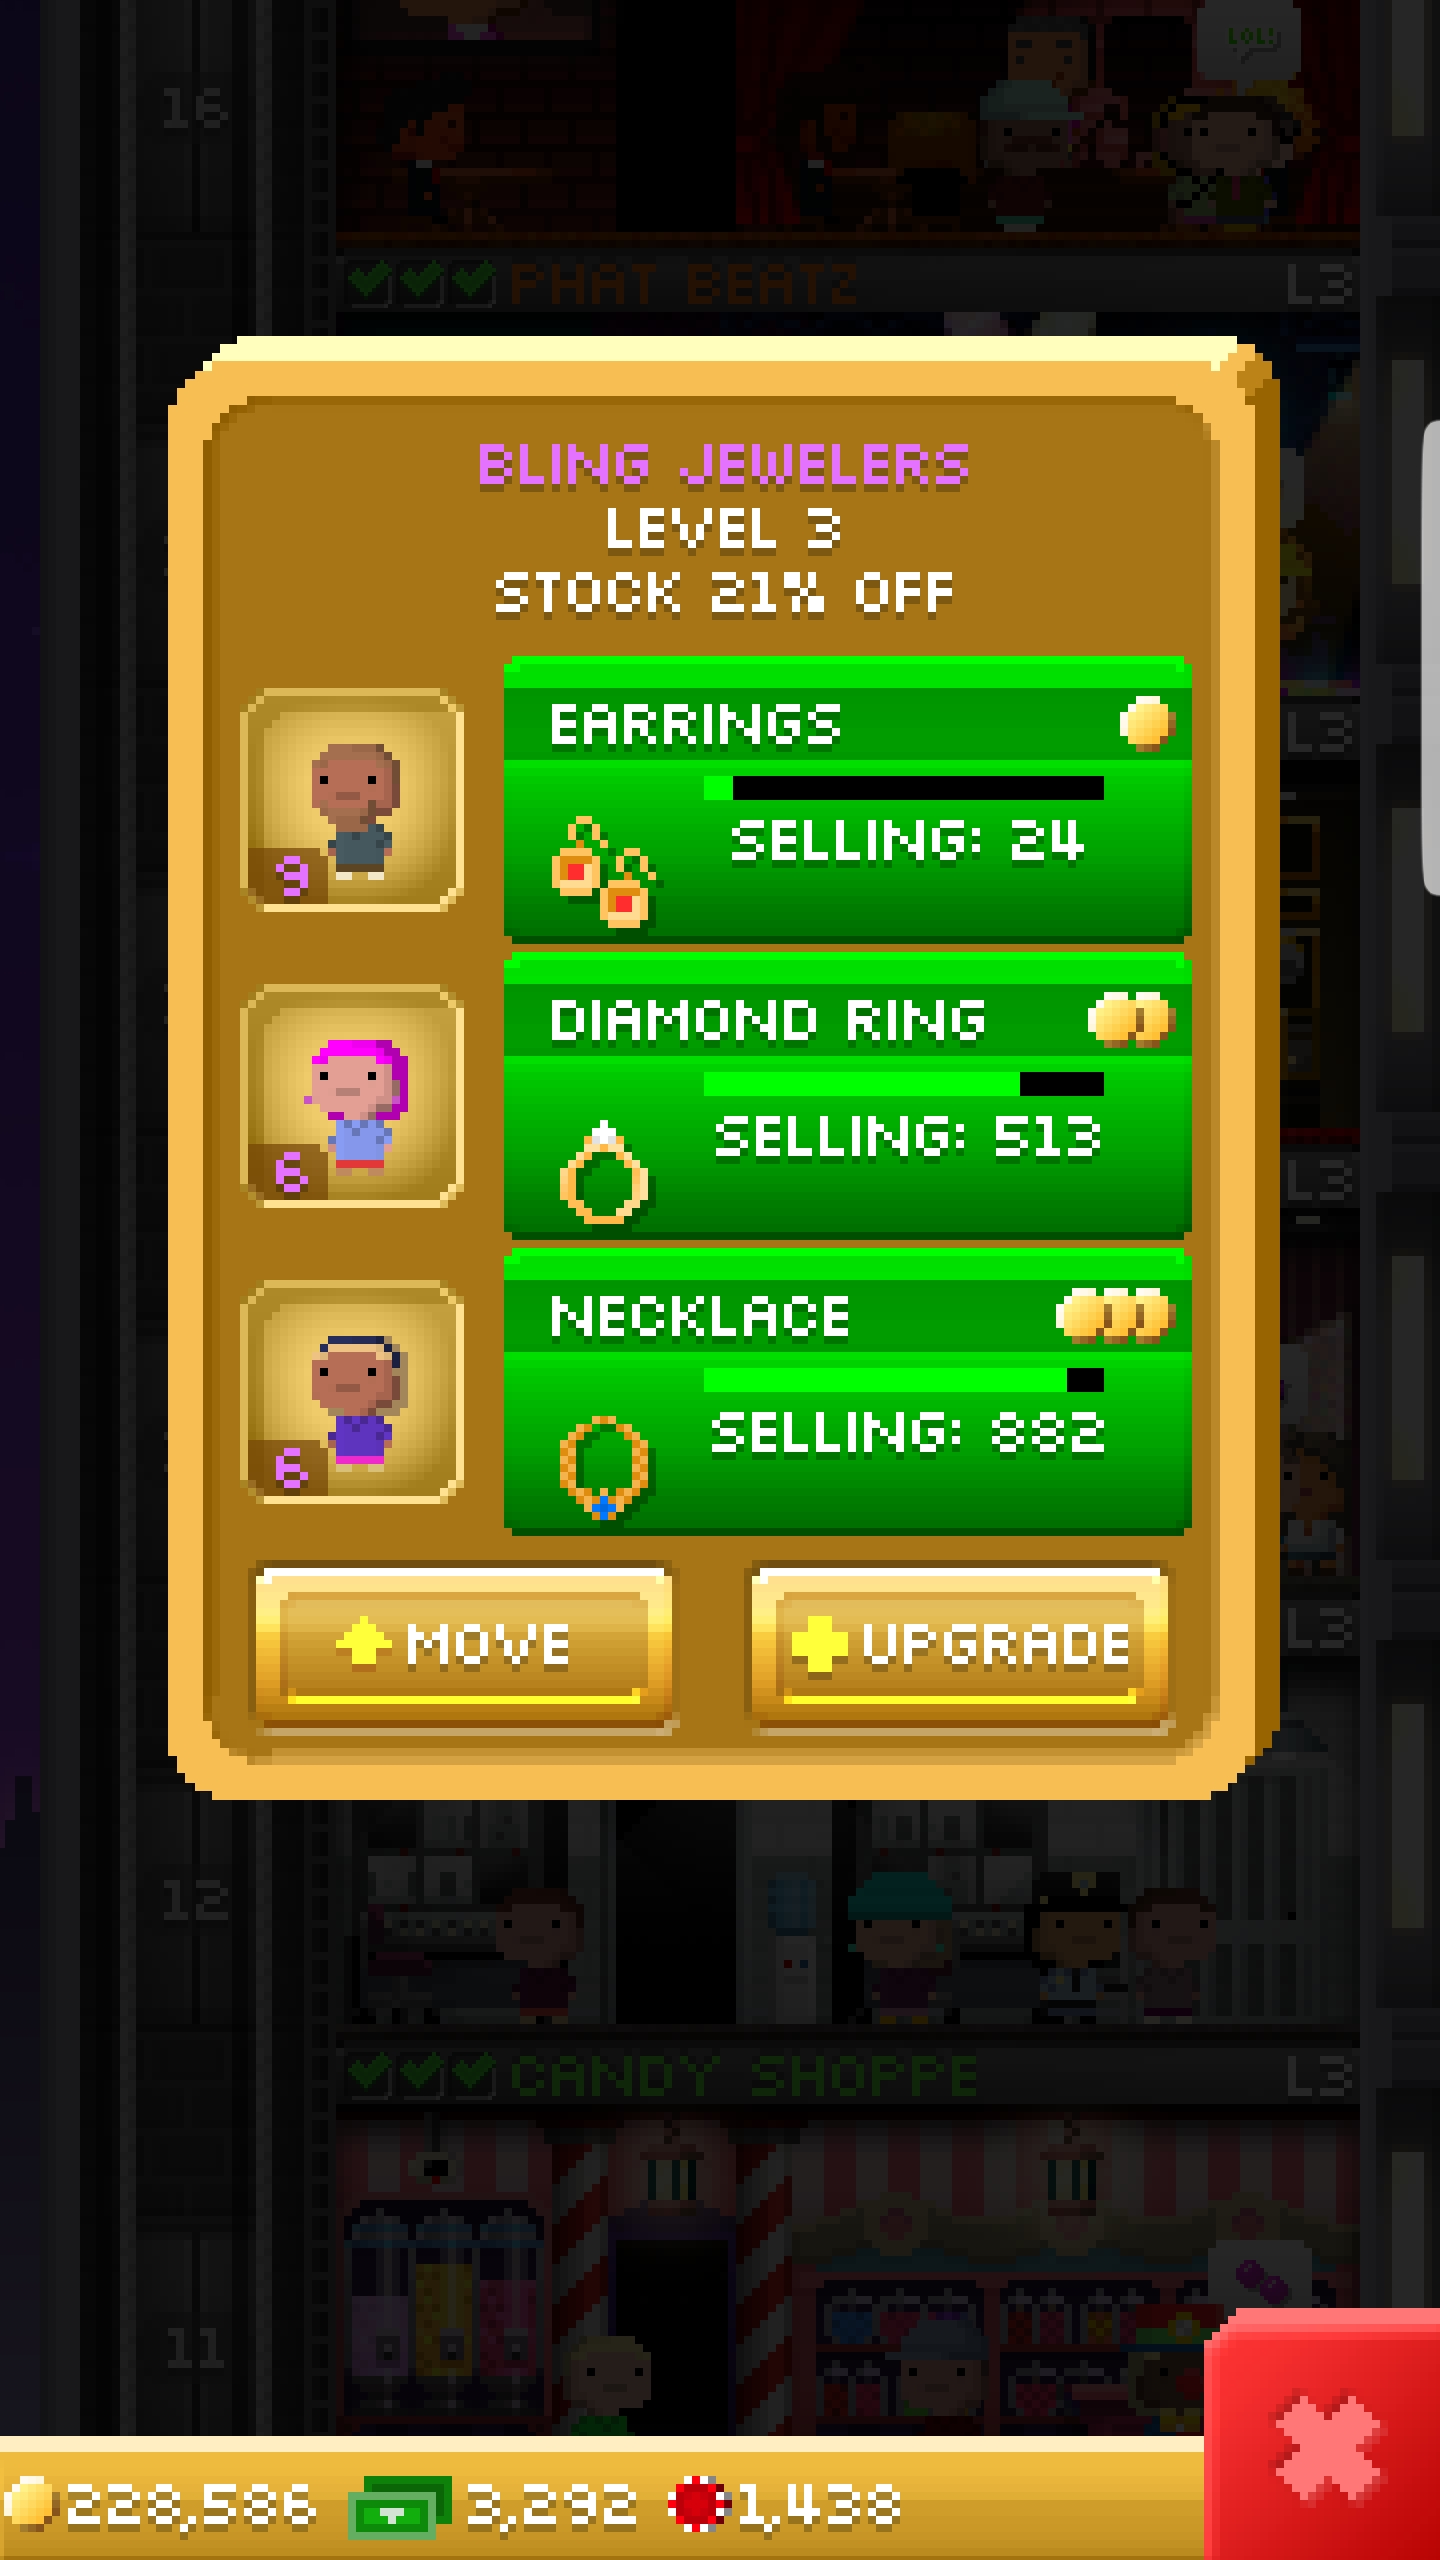 LOL!
16
PHAT BEATZ L3
BLING JEWELERS
LEVEL 3
STOCK 21% OFF
L3
EARRINGS
SELLING: 24
9
DIAMOND RING
SELLING: 513
6
L3
NECKLACE
SELLING: 882
6
MOVE
UPGRADE
L3
12
CANDY SHOPPE L3
11
228,586 3,292 1,438